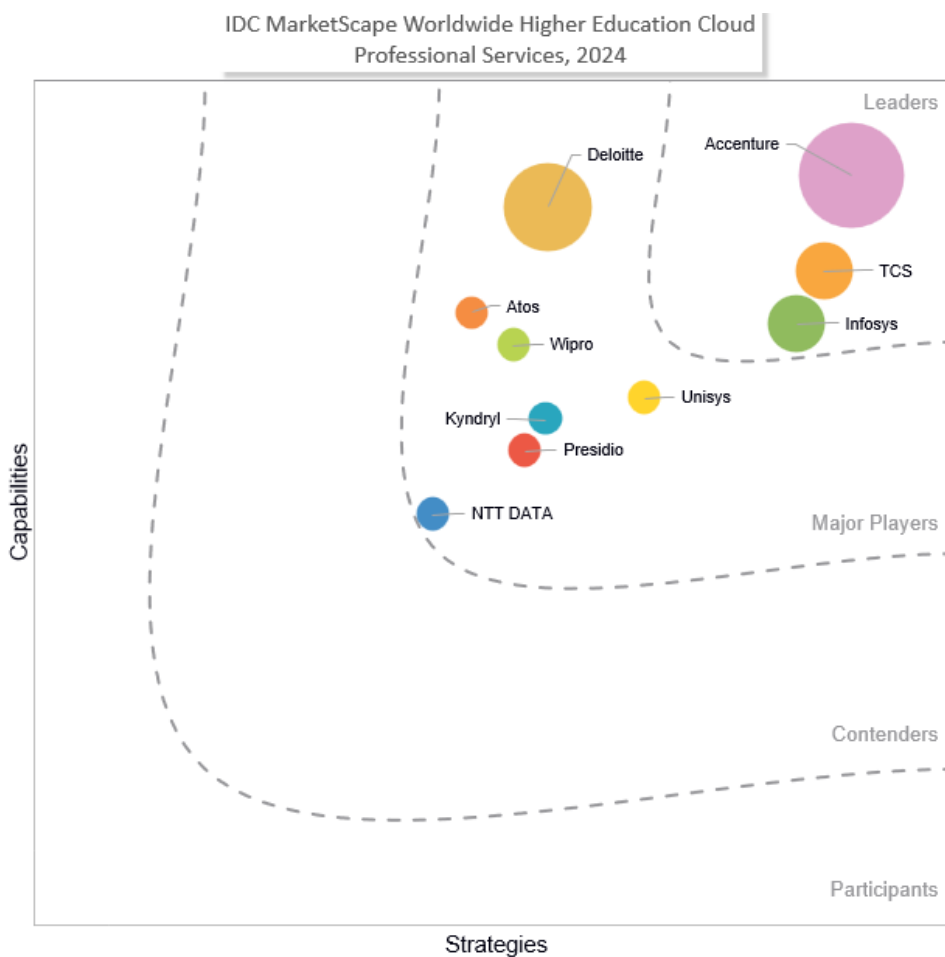 IDC MarketScape Worldwide Higher Education Cloud
Professional Services, 2024
Leaders
Accenture
Deloitte
TCS
Atos
Infosys
Wipro
Unisys
Kyndryl
Presidio
Capabilities
NTT DATA
Major Players
Contenders
Participants
Strategies